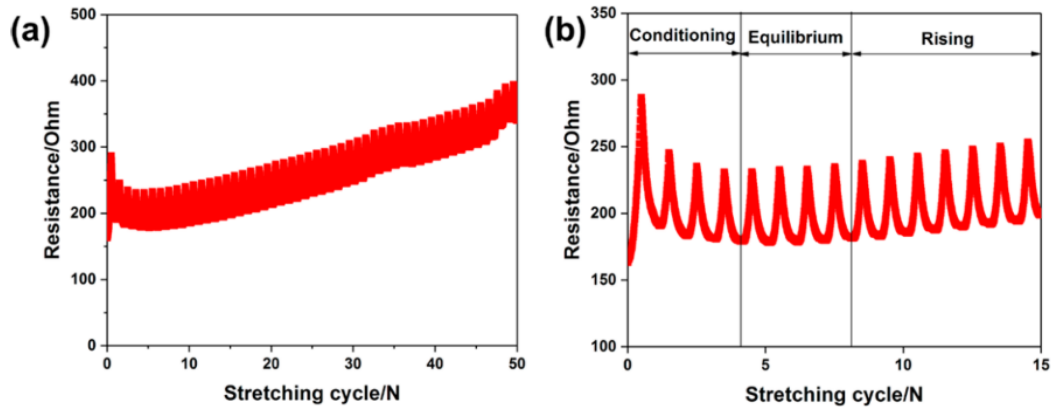 (a)
500
400
300
200
100
0
Resistance/Ohm
0 10 20 30 40 50
Stretching cycle/N
(b)
350
300
250
200
150
100
Resistance/Ohm
Conditioning Equilibrium Rising
0 5 10 15
Stretching cycle/N